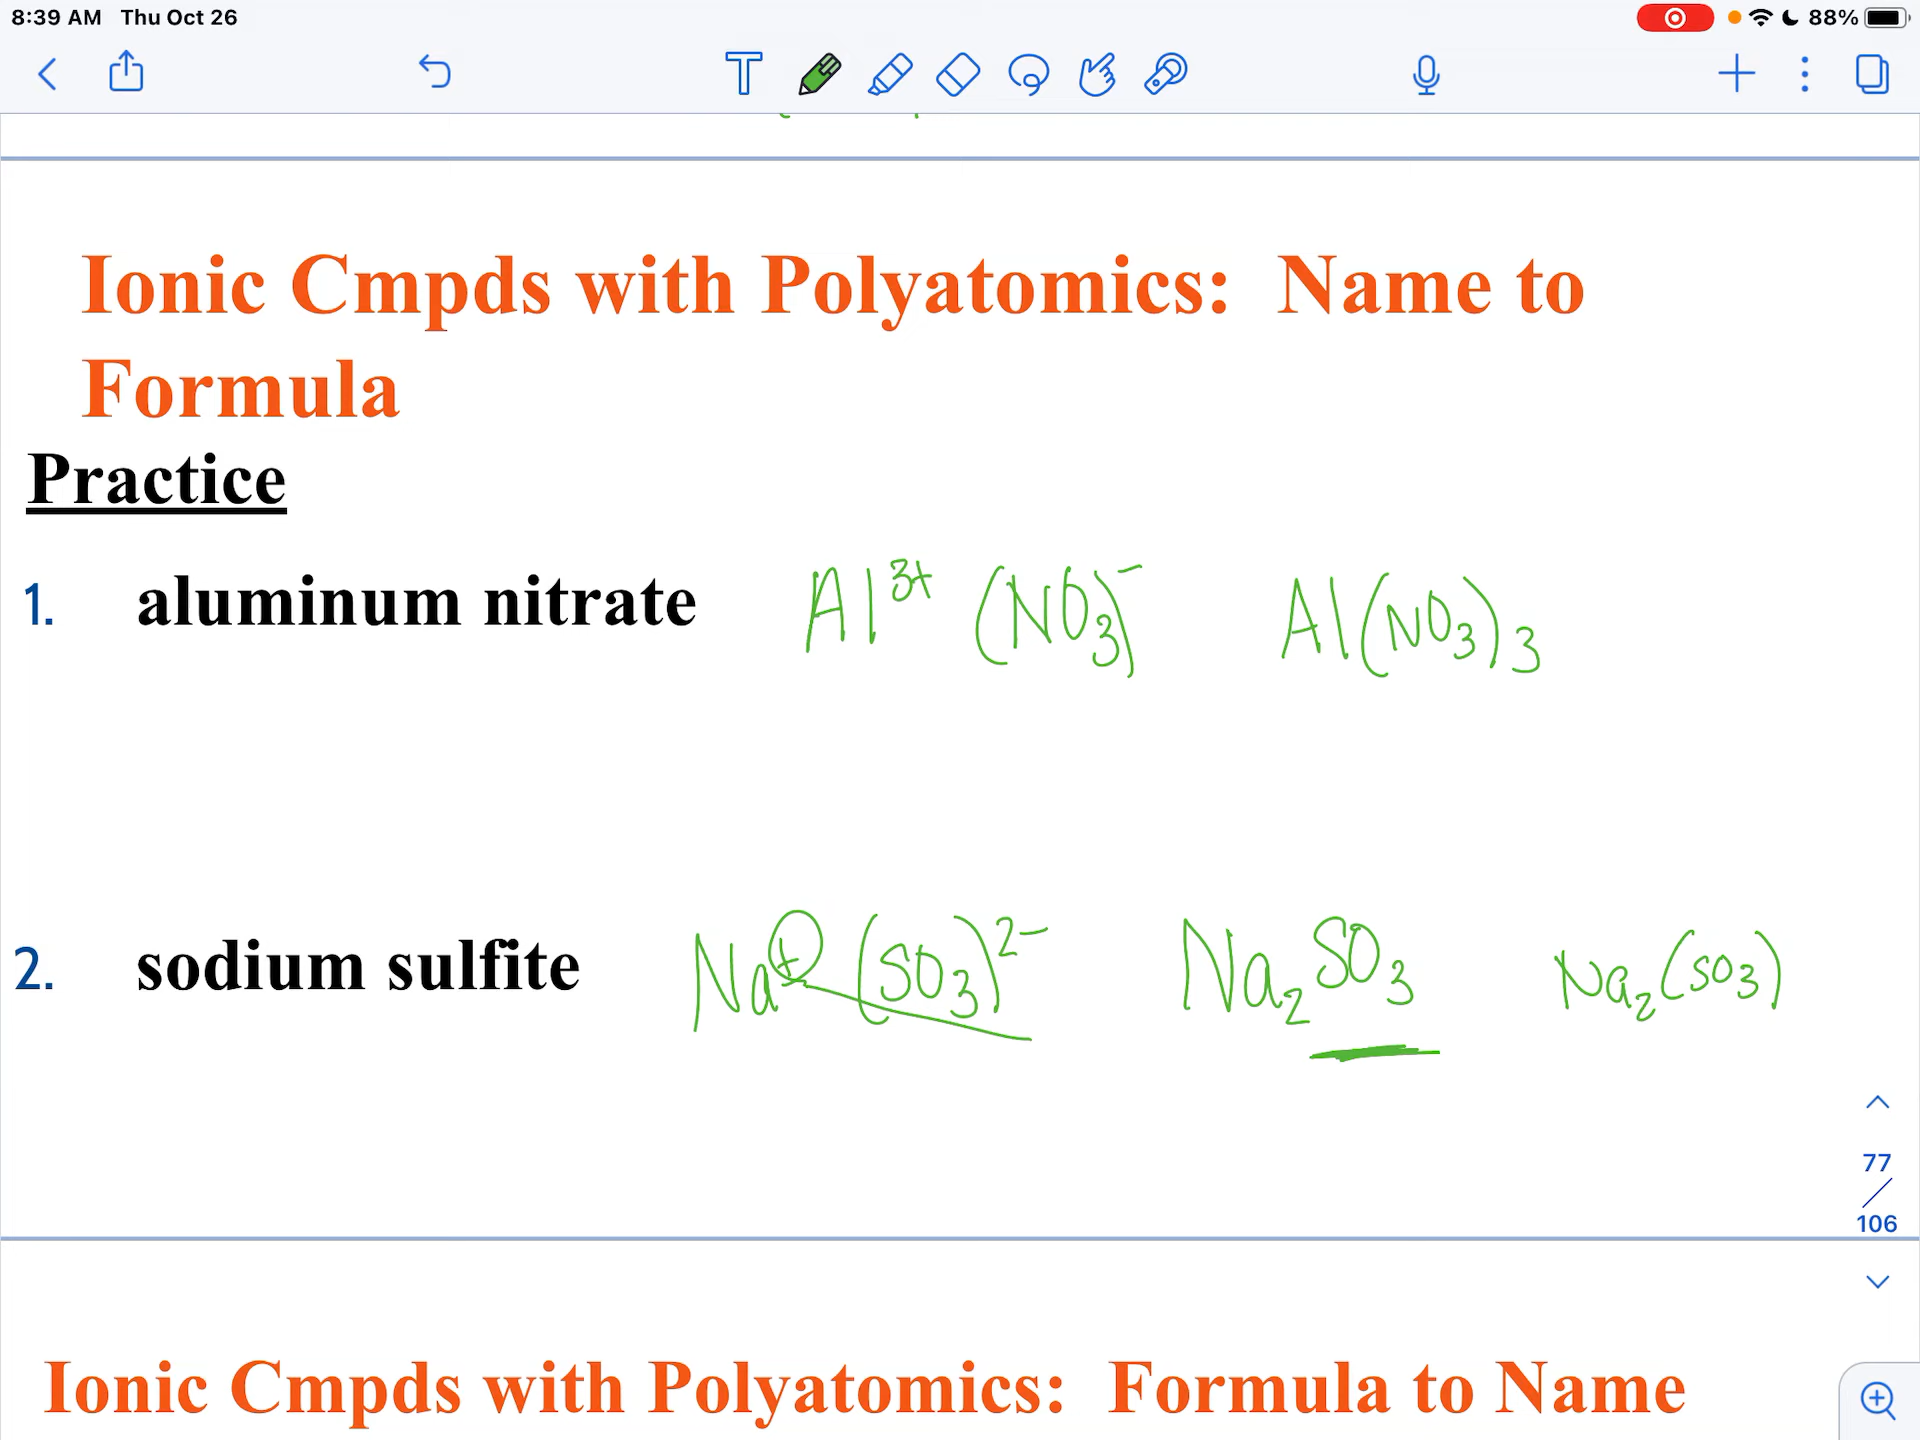 8:39 AM Thu Oct 26 88%
T
Ionic Cmpds with Polyatomics: Name to
Formula
Practice
1. aluminum nitrate Al³⁺ (NO₃)⁻ Al(NO₃)₃
2. sodium sulfite Na⁺ (SO₃)²⁻ Na₂SO₃ Na₂(SO₃)
77
/
106
Ionic Cmpds with Polyatomics: Formula to Name